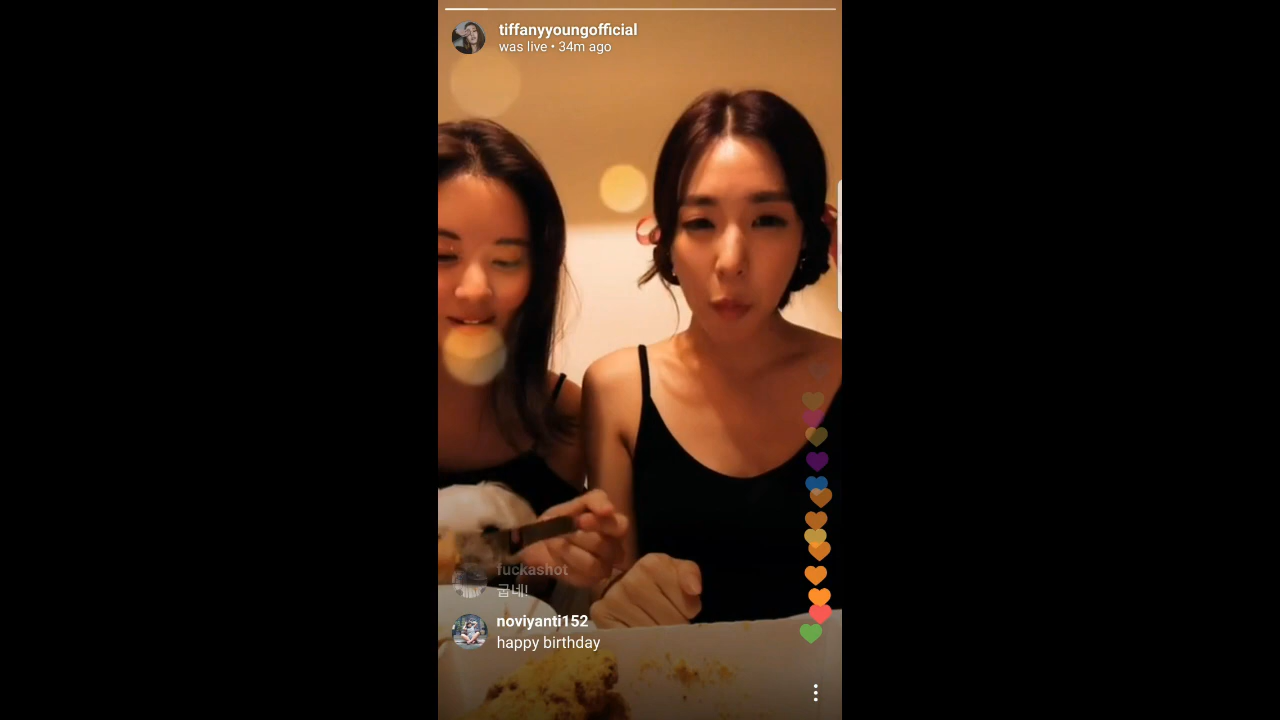 tiffanyyoungofficial
was live • 34m ago
fuckashot
굽네!
noviyanti152
happy birthday